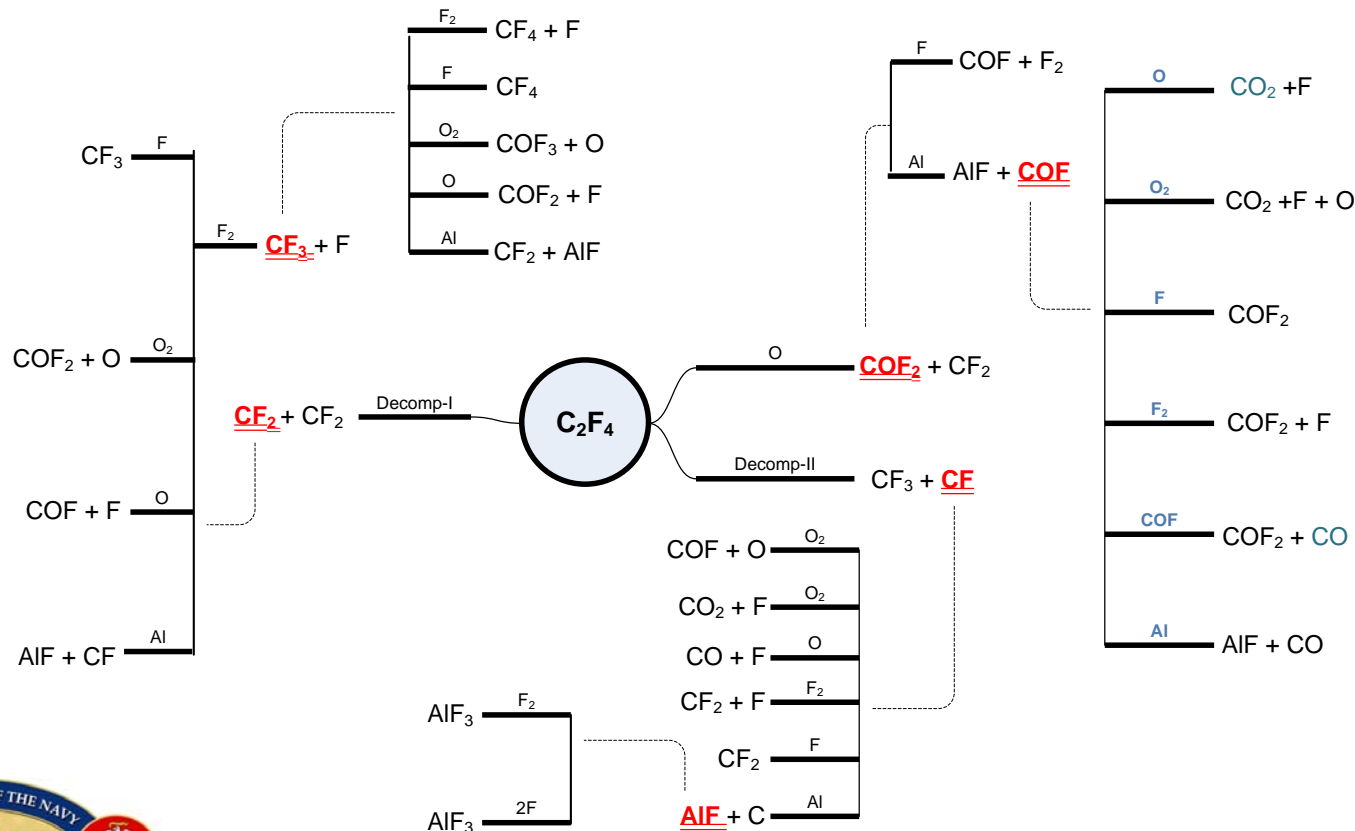 F₂ CF₄ + F
F CF₄
O₂ COF₃ + O
O COF₂ + F
Al CF₂ + AlF
CF₃ F
F₂ CF₃ + F
COF₂ + O O₂
CF₂ + CF₂ Decomp-I
COF + F O
AlF + CF Al
C₂F₄
F COF + F₂
Al AlF + COF
O COF₂ + CF₂
Decomp-II CF₃ + CF
O CO₂ +F
O₂ CO₂ +F + O
F COF₂
F₂ COF₂ + F
COF COF₂ + CO
Al AlF + CO
COF + O O₂
CO₂ + F O₂
CO + F O
CF₂ + F F₂
CF₂ F
AlF + C Al
AlF₃ F₂
AlF₃ 2F
THE NAVY